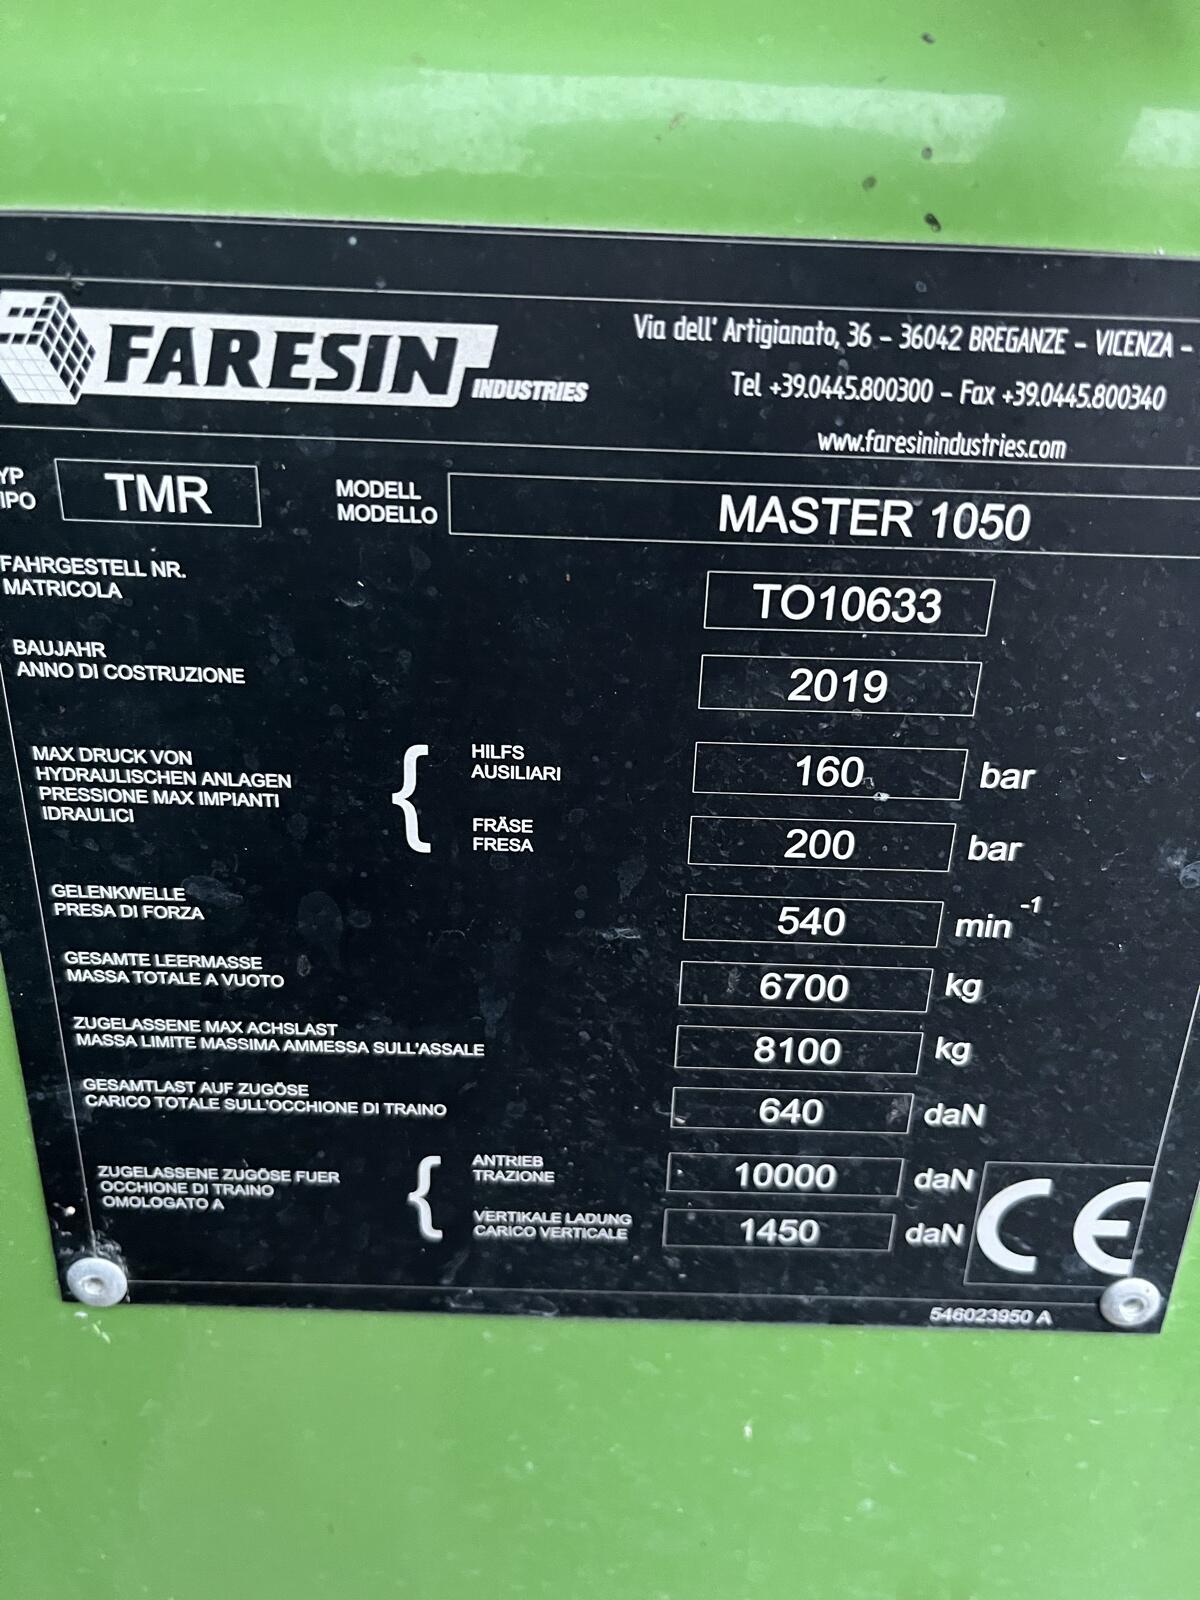 FARESIN INDUSTRIES
Via dell' Artigianato, 36 - 36042 BREGANZE - VICENZA -
Tel +39.0445.800300 - Fax +39.0445.800340
www.faresinindustries.com
YP
IPO
TMR
MODELL
MODELLO
MASTER 1050
FAHRGESTELL NR.
MATRICOLA
TO10633
BAUJAHR
ANNO DI COSTRUZIONE
2019
MAX DRUCK VON
HYDRAULISCHEN ANLAGEN
PRESSIONE MAX IMPIANTI
IDRAULICI
HILFS
AUSILIARI
160 bar
FRÄSE
FRESA
200 bar
GELENKWELLE
PRESA DI FORZA
540 min -1
GESAMTE LEERMASSE
MASSA TOTALE A VUOTO
6700 kg
ZUGELASSENE MAX ACHSLAST
MASSA LIMITE MASSIMA AMMESSA SULL'ASSALE
8100 kg
GESAMTLAST AUF ZUGÖSE
CARICO TOTALE SULL'OCCHIONE DI TRAINO
640 daN
ZUGELASSENE ZUGÖSE FUER
OCCHIONE DI TRAINO
OMOLOGATO A
ANTRIEB
TRAZIONE
10000 daN
VERTIKALE LADUNG
CARICO VERTICALE
1450 daN
CE
546023950 A